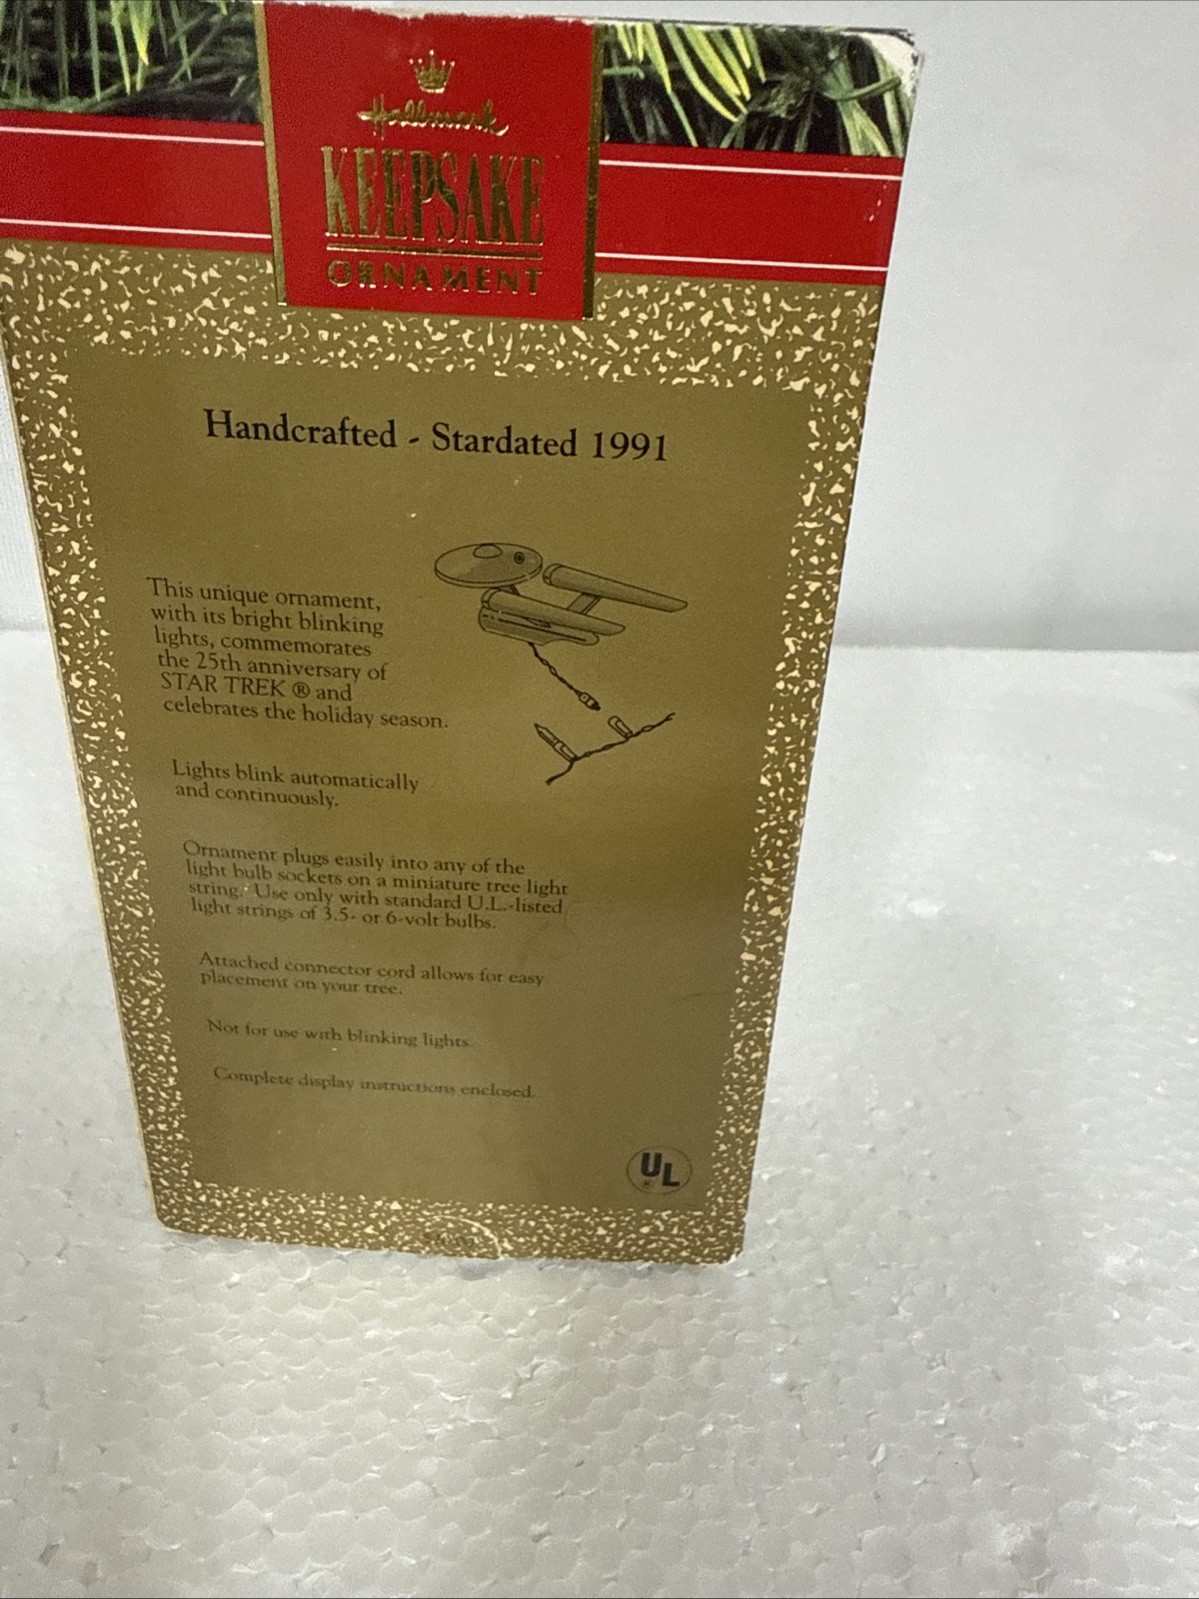 Hallmark
KEEPSAKE
ORNAMENT
Handcrafted - Stardated 1991
This unique ornament,
with its bright blinking
lights, commemorates
the 25th anniversary of
STAR TREK ® and
celebrates the holiday season.
Lights blink automatically
and continuously.
Ornament plugs easily into any of the
light bulb sockets on a miniature tree light
string. Use only with standard U.L.-listed
light strings of 3.5- or 6-volt bulbs.
Attached connector cord allows for easy
placement on your tree.
Not for use with blinking lights.
Complete display instructions enclosed.
UL
®